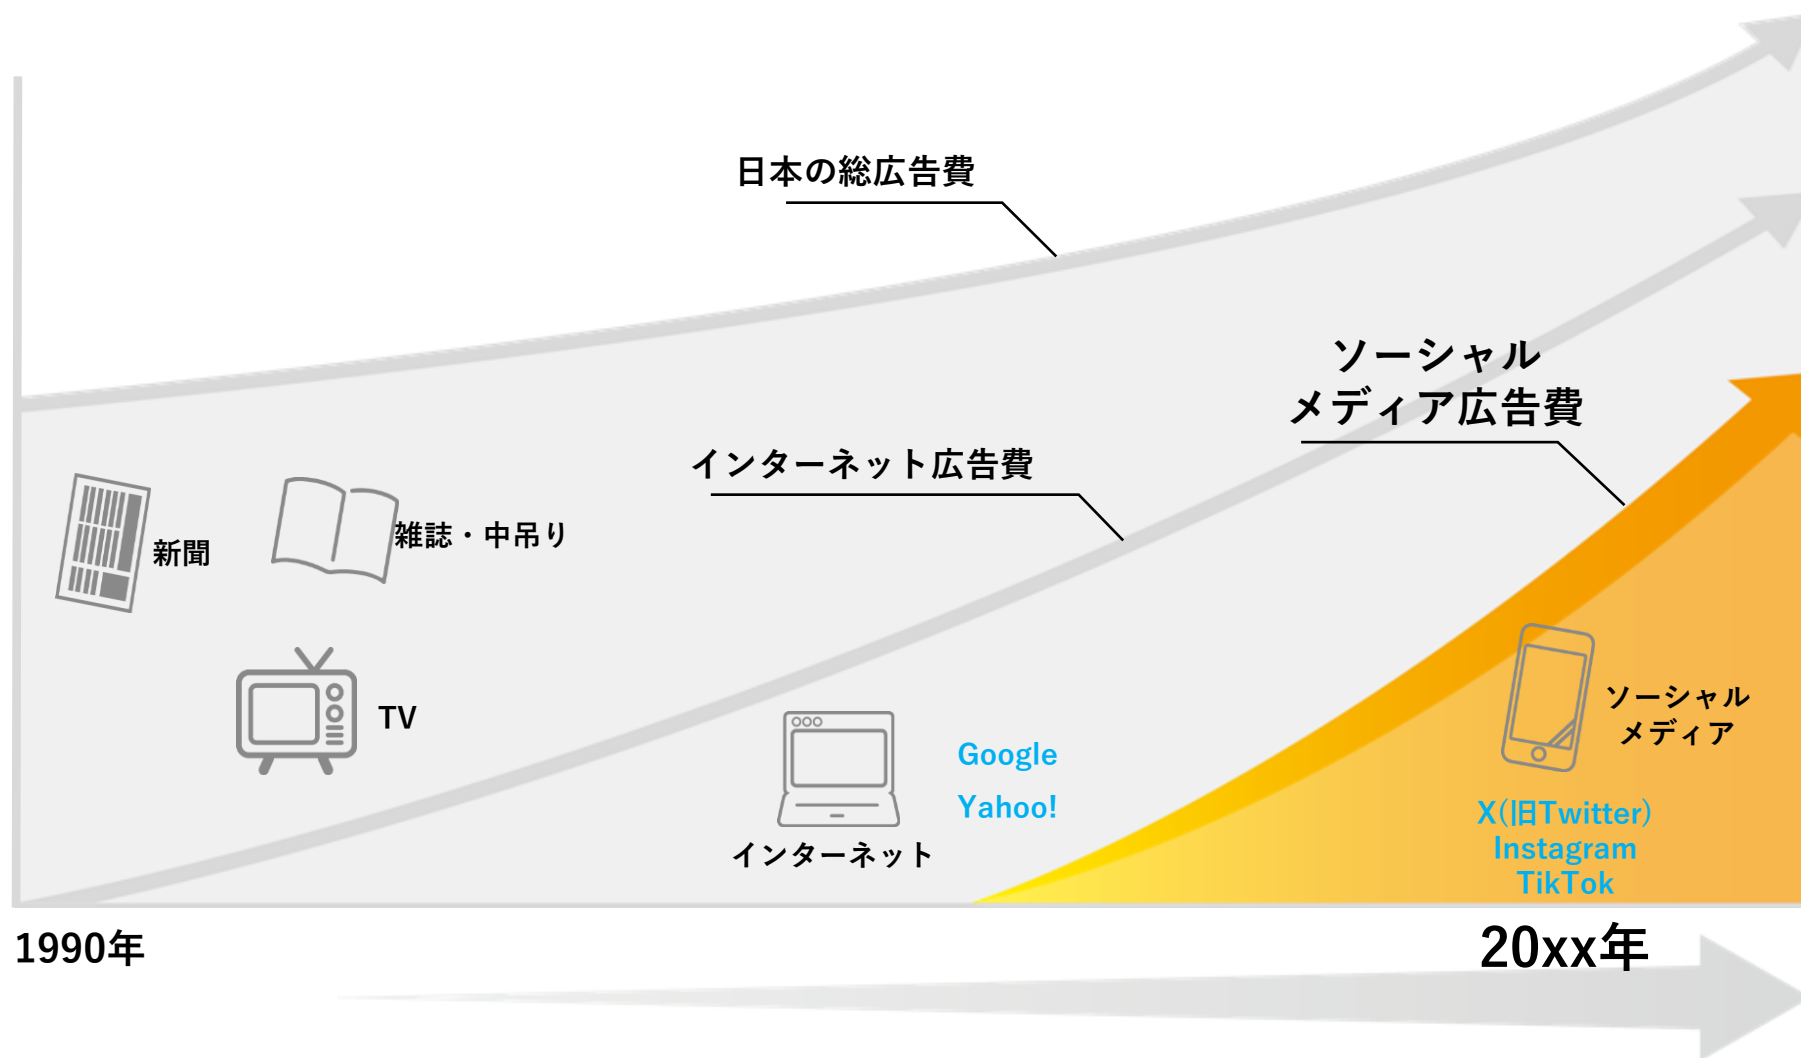 日本の総広告費
ソーシャル
メディア広告費
インターネット広告費
新聞
雑誌・中吊り
TV
Google
Yahoo!
インターネット
ソーシャル
メディア
X(旧Twitter)
Instagram
TikTok
1990年
20xx年